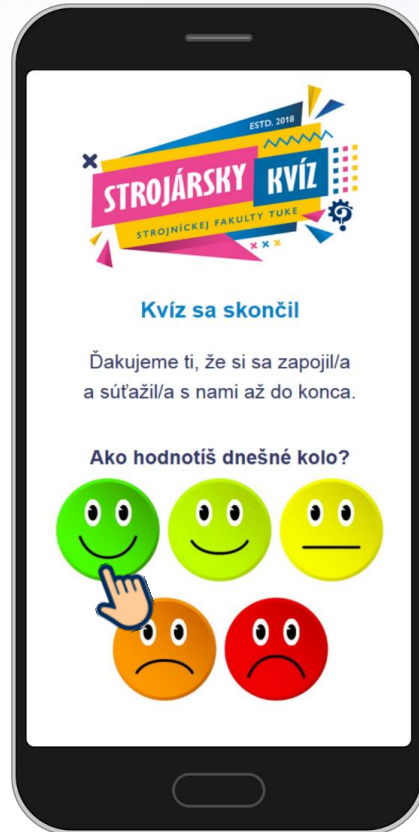 ESTD. 2018
STROJÁRSKY KVÍZ
STROJNÍCKEJ FAKULTY TUKE
Kvíz sa skončil
Ďakujeme ti, že si sa zapojil/a
a súťažil/a s nami až do konca.
Ako hodnotíš dnešné kolo?